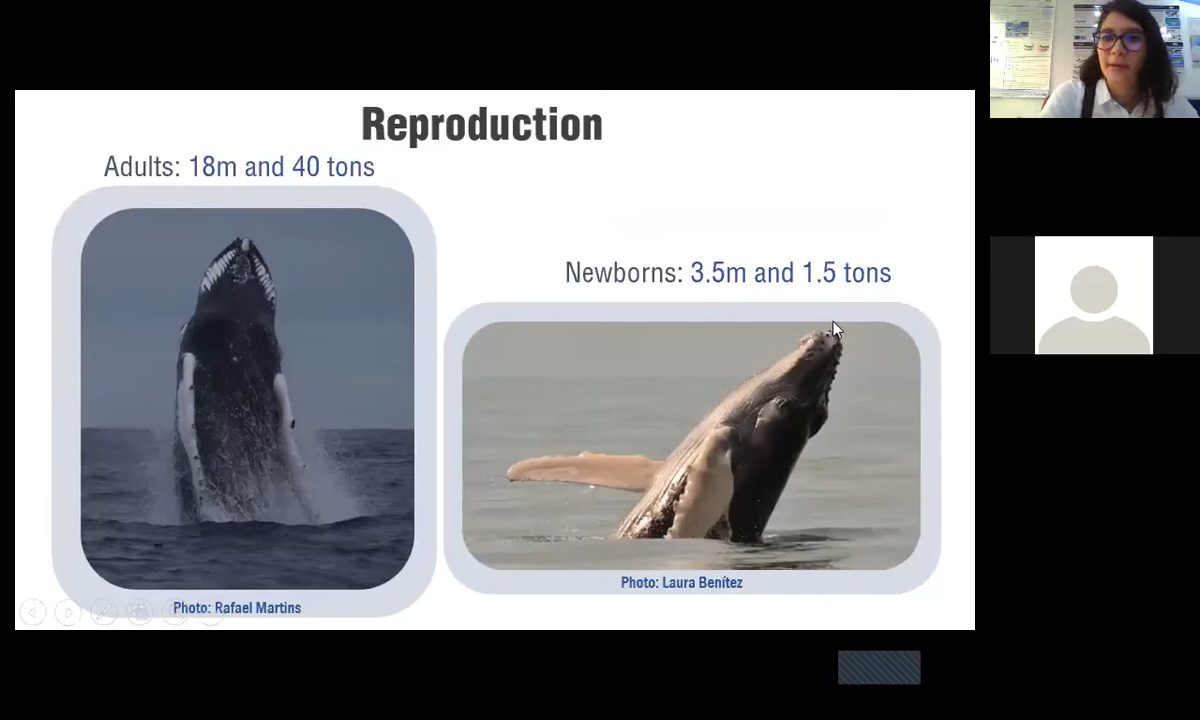 Reproduction
Adults: 18m and 40 tons
Newborns: 3.5m and 1.5 tons
Photo: Laura Benítez
Photo: Rafael Martins